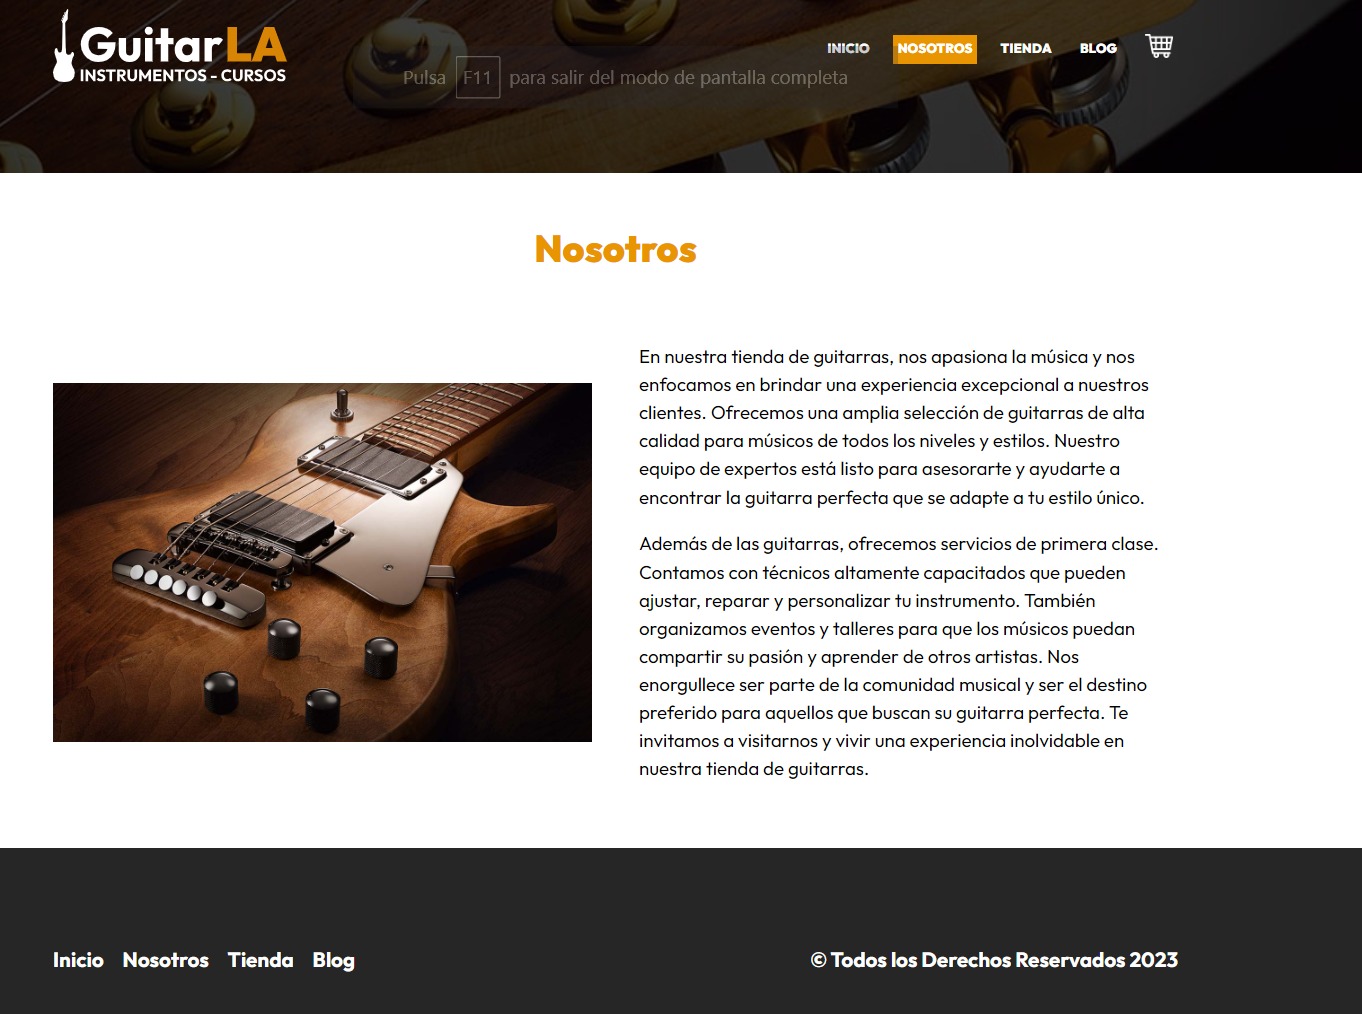 GuitarLA
INSTRUMENTOS - CURSOS
INICIO NOSOTROS TIENDA BLOG
Pulsa F11 para salir del modo de pantalla completa
Nosotros
En nuestra tienda de guitarras, nos apasiona la música y nos
enfocamos en brindar una experiencia excepcional a nuestros
clientes. Ofrecemos una amplia selección de guitarras de alta
calidad para músicos de todos los niveles y estilos. Nuestro
equipo de expertos está listo para asesorarte y ayudarte a
encontrar la guitarra perfecta que se adapte a tu estilo único.
Además de las guitarras, ofrecemos servicios de primera clase.
Contamos con técnicos altamente capacitados que pueden
ajustar, reparar y personalizar tu instrumento. También
organizamos eventos y talleres para que los músicos puedan
compartir su pasión y aprender de otros artistas. Nos
enorgullece ser parte de la comunidad musical y ser el destino
preferido para aquellos que buscan su guitarra perfecta. Te
invitamos a visitarnos y vivir una experiencia inolvidable en
nuestra tienda de guitarras.
Inicio Nosotros Tienda Blog
© Todos los Derechos Reservados 2023